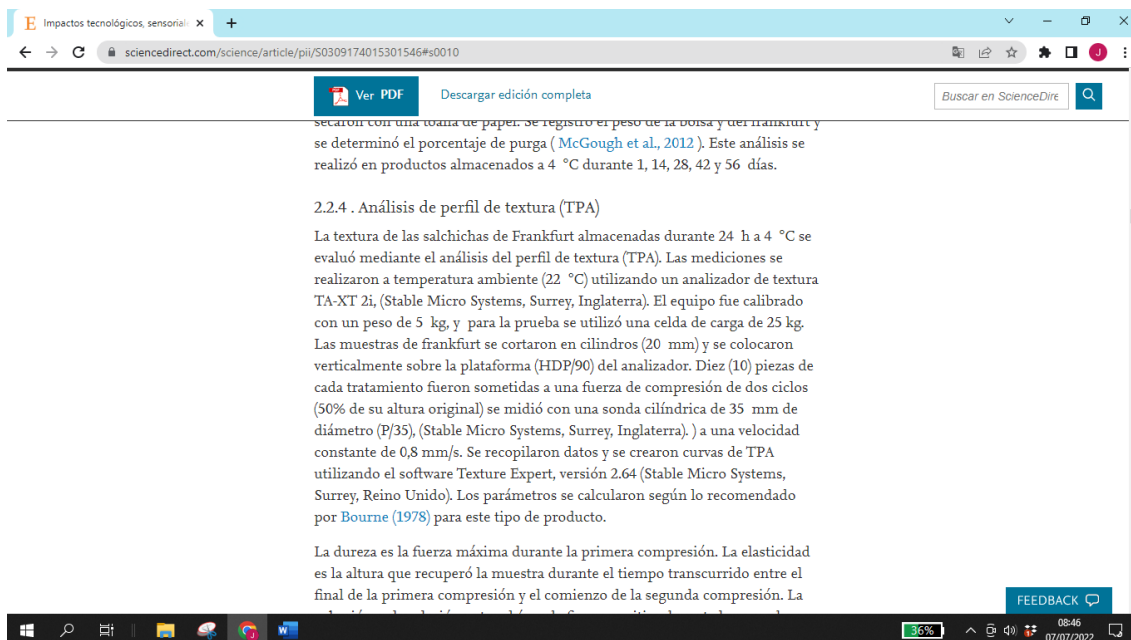 E Impactos tecnológicos, sensoriale
sciencedirect.com/science/article/pii/S0309174015301546#s0010
J
Ver PDF
Descargar edición completa
Buscar en ScienceDire
secaron con una toalla de papel. Se registró el peso de la bolsa y del frankfurt y
se determinó el porcentaje de purga ( McGough et al., 2012 ). Este análisis se
realizó en productos almacenados a 4 °C durante 1, 14, 28, 42 y 56 días.
2.2.4 . Análisis de perfil de textura (TPA)
La textura de las salchichas de Frankfurt almacenadas durante 24 h a 4 °C se
evaluó mediante el análisis del perfil de textura (TPA). Las mediciones se
realizaron a temperatura ambiente (22 °C) utilizando un analizador de textura
TA-XT 2i, (Stable Micro Systems, Surrey, Inglaterra). El equipo fue calibrado
con un peso de 5 kg, y para la prueba se utilizó una celda de carga de 25 kg.
Las muestras de frankfurt se cortaron en cilindros (20 mm) y se colocaron
verticalmente sobre la plataforma (HDP/90) del analizador. Diez (10) piezas de
cada tratamiento fueron sometidas a una fuerza de compresión de dos ciclos
(50% de su altura original) se midió con una sonda cilíndrica de 35 mm de
diámetro (P/35), (Stable Micro Systems, Surrey, Inglaterra). ) a una velocidad
constante de 0,8 mm/s. Se recopilaron datos y se crearon curvas de TPA
utilizando el software Texture Expert, versión 2.64 (Stable Micro Systems,
Surrey, Reino Unido). Los parámetros se calcularon según lo recomendado
por Bourne (1978) para este tipo de producto.
La dureza es la fuerza máxima durante la primera compresión. La elasticidad
es la altura que recuperó la muestra durante el tiempo transcurrido entre el
final de la primera compresión y el comienzo de la segunda compresión. La
FEEDBACK
36%
08:46
07/07/2022